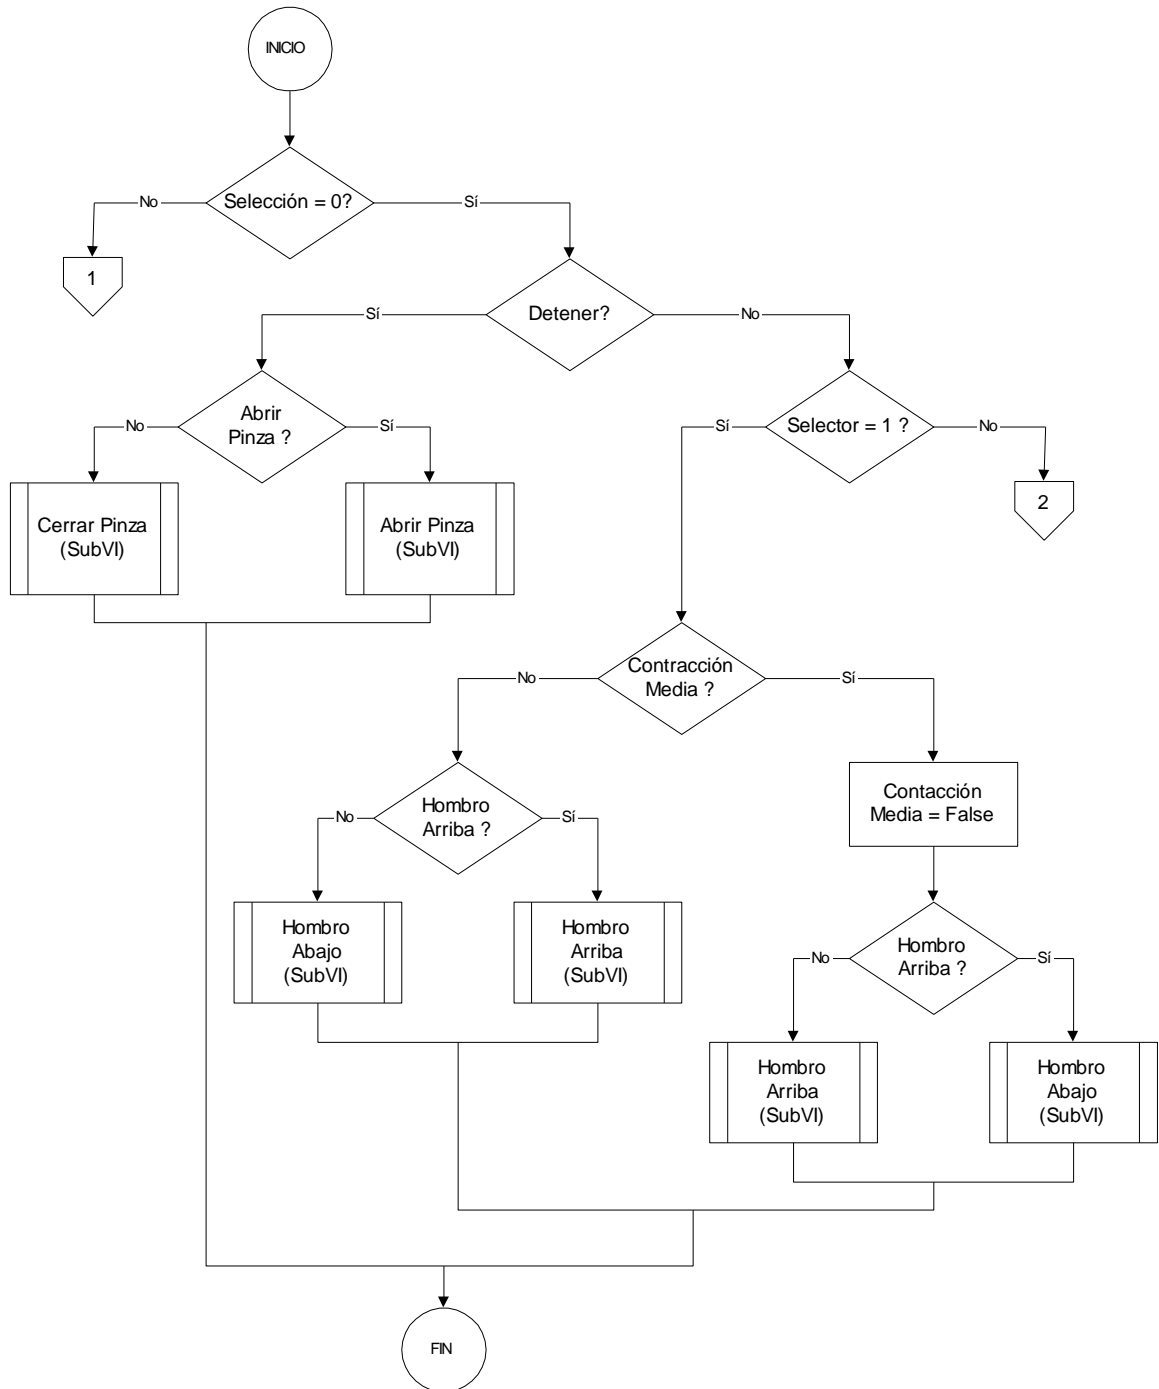 INICIO
Selección = 0?
No
Sí
1
Detener?
Sí
No
Abrir
Pinza ?
No
Sí
Selector = 1 ?
Sí
No
Cerrar Pinza
(SubVI)
Abrir Pinza
(SubVI)
2
Contracción
Media ?
No
Sí
Hombro
Arriba ?
No
Sí
Contacción
Media = False
Hombro
Abajo
(SubVI)
Hombro
Arriba
(SubVI)
Hombro
Arriba ?
No
Sí
Hombro
Arriba
(SubVI)
Hombro
Abajo
(SubVI)
FIN